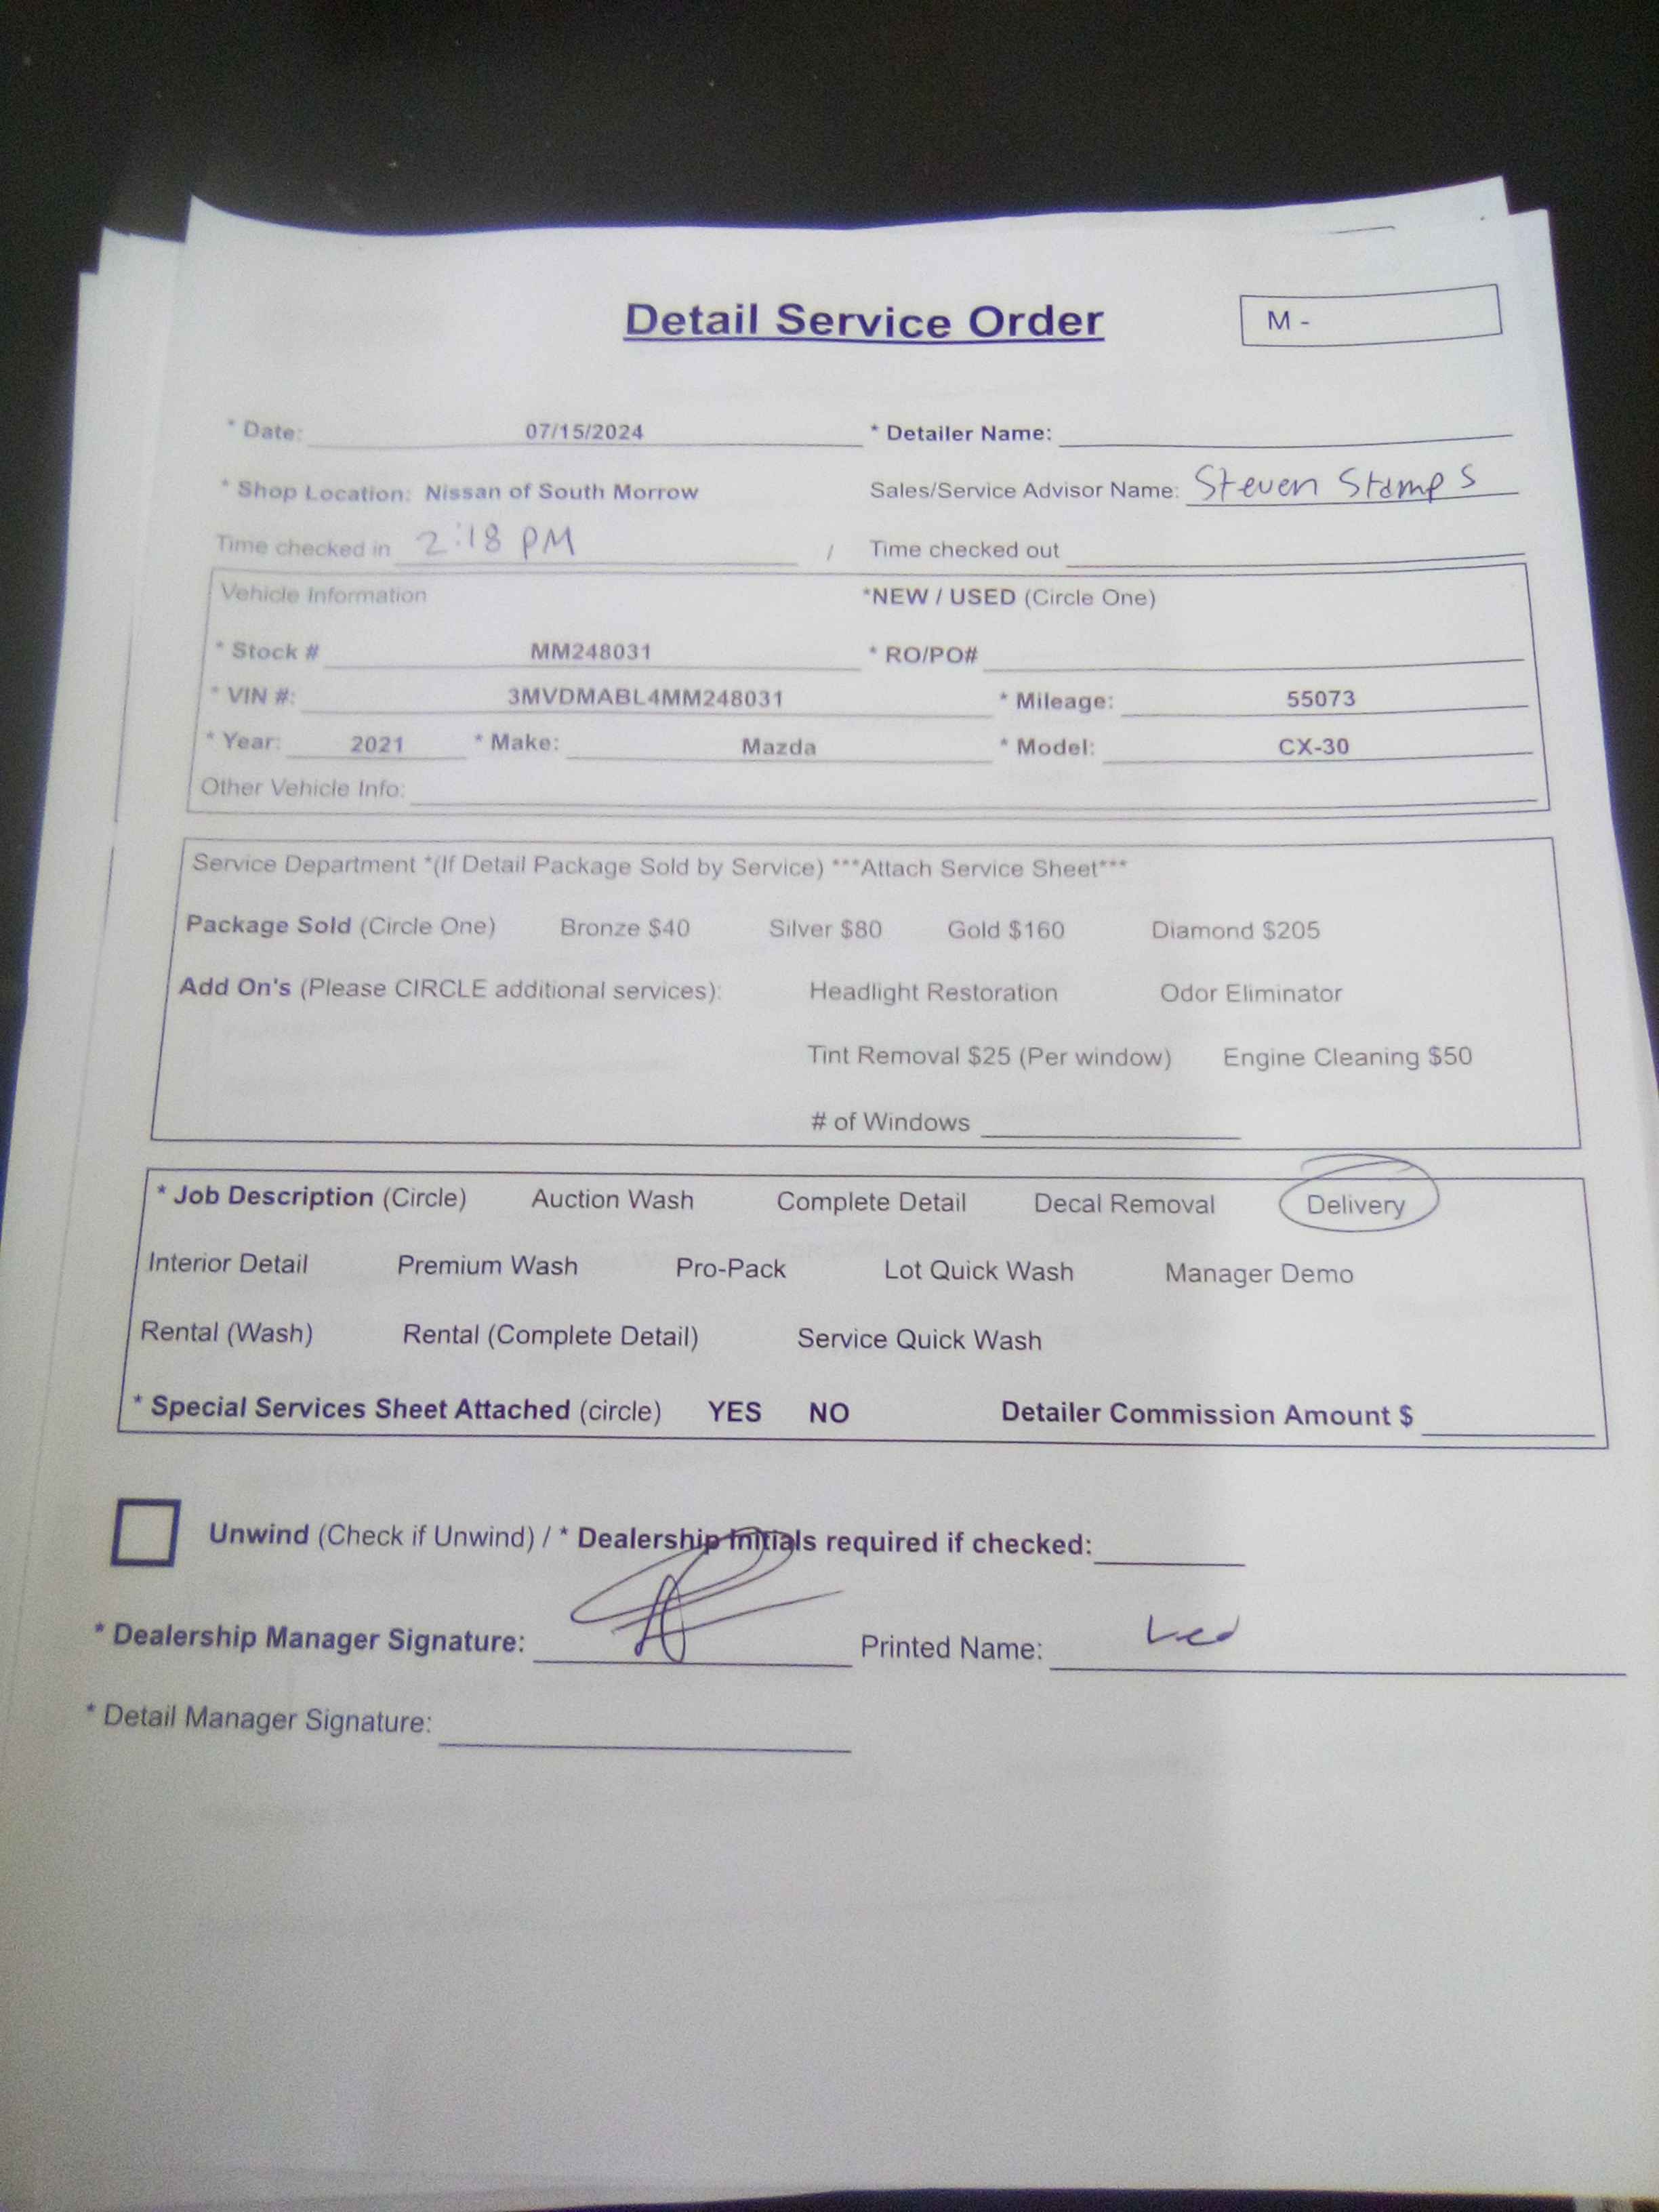 Detail Service Order
M -
* Date: 07/15/2024 * Detailer Name:
* Shop Location: Nissan of South Morrow Sales/Service Advisor Name: Steven Stamps
Time checked in 2:18 PM / Time checked out
Vehicle Information *NEW / USED (Circle One)
* Stock # MM248031 * RO/PO#
* VIN #: 3MVDMABL4MM248031 * Mileage: 55073
* Year: 2021 * Make: Mazda * Model: CX-30
Other Vehicle Info:
Service Department *(If Detail Package Sold by Service) ***Attach Service Sheet***
Package Sold (Circle One) Bronze $40 Silver $80 Gold $160 Diamond $205
Add On's (Please CIRCLE additional services): Headlight Restoration Odor Eliminator
Tint Removal $25 (Per window) Engine Cleaning $50
# of Windows
* Job Description (Circle) Auction Wash Complete Detail Decal Removal Delivery
Interior Detail Premium Wash Pro-Pack Lot Quick Wash Manager Demo
Rental (Wash) Rental (Complete Detail) Service Quick Wash
* Special Services Sheet Attached (circle) YES NO Detailer Commission Amount $
Unwind (Check if Unwind) / * Dealership Initials required if checked:
* Dealership Manager Signature: Printed Name:
* Detail Manager Signature: